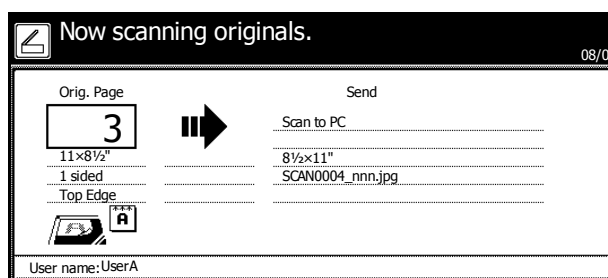 Now scanning originals.
08/0
Orig. Page
Send
3
Scan to PC
11×8½"
8½×11"
1 sided
SCAN0004_nnn.jpg
Top Edge
A
User name: UserA